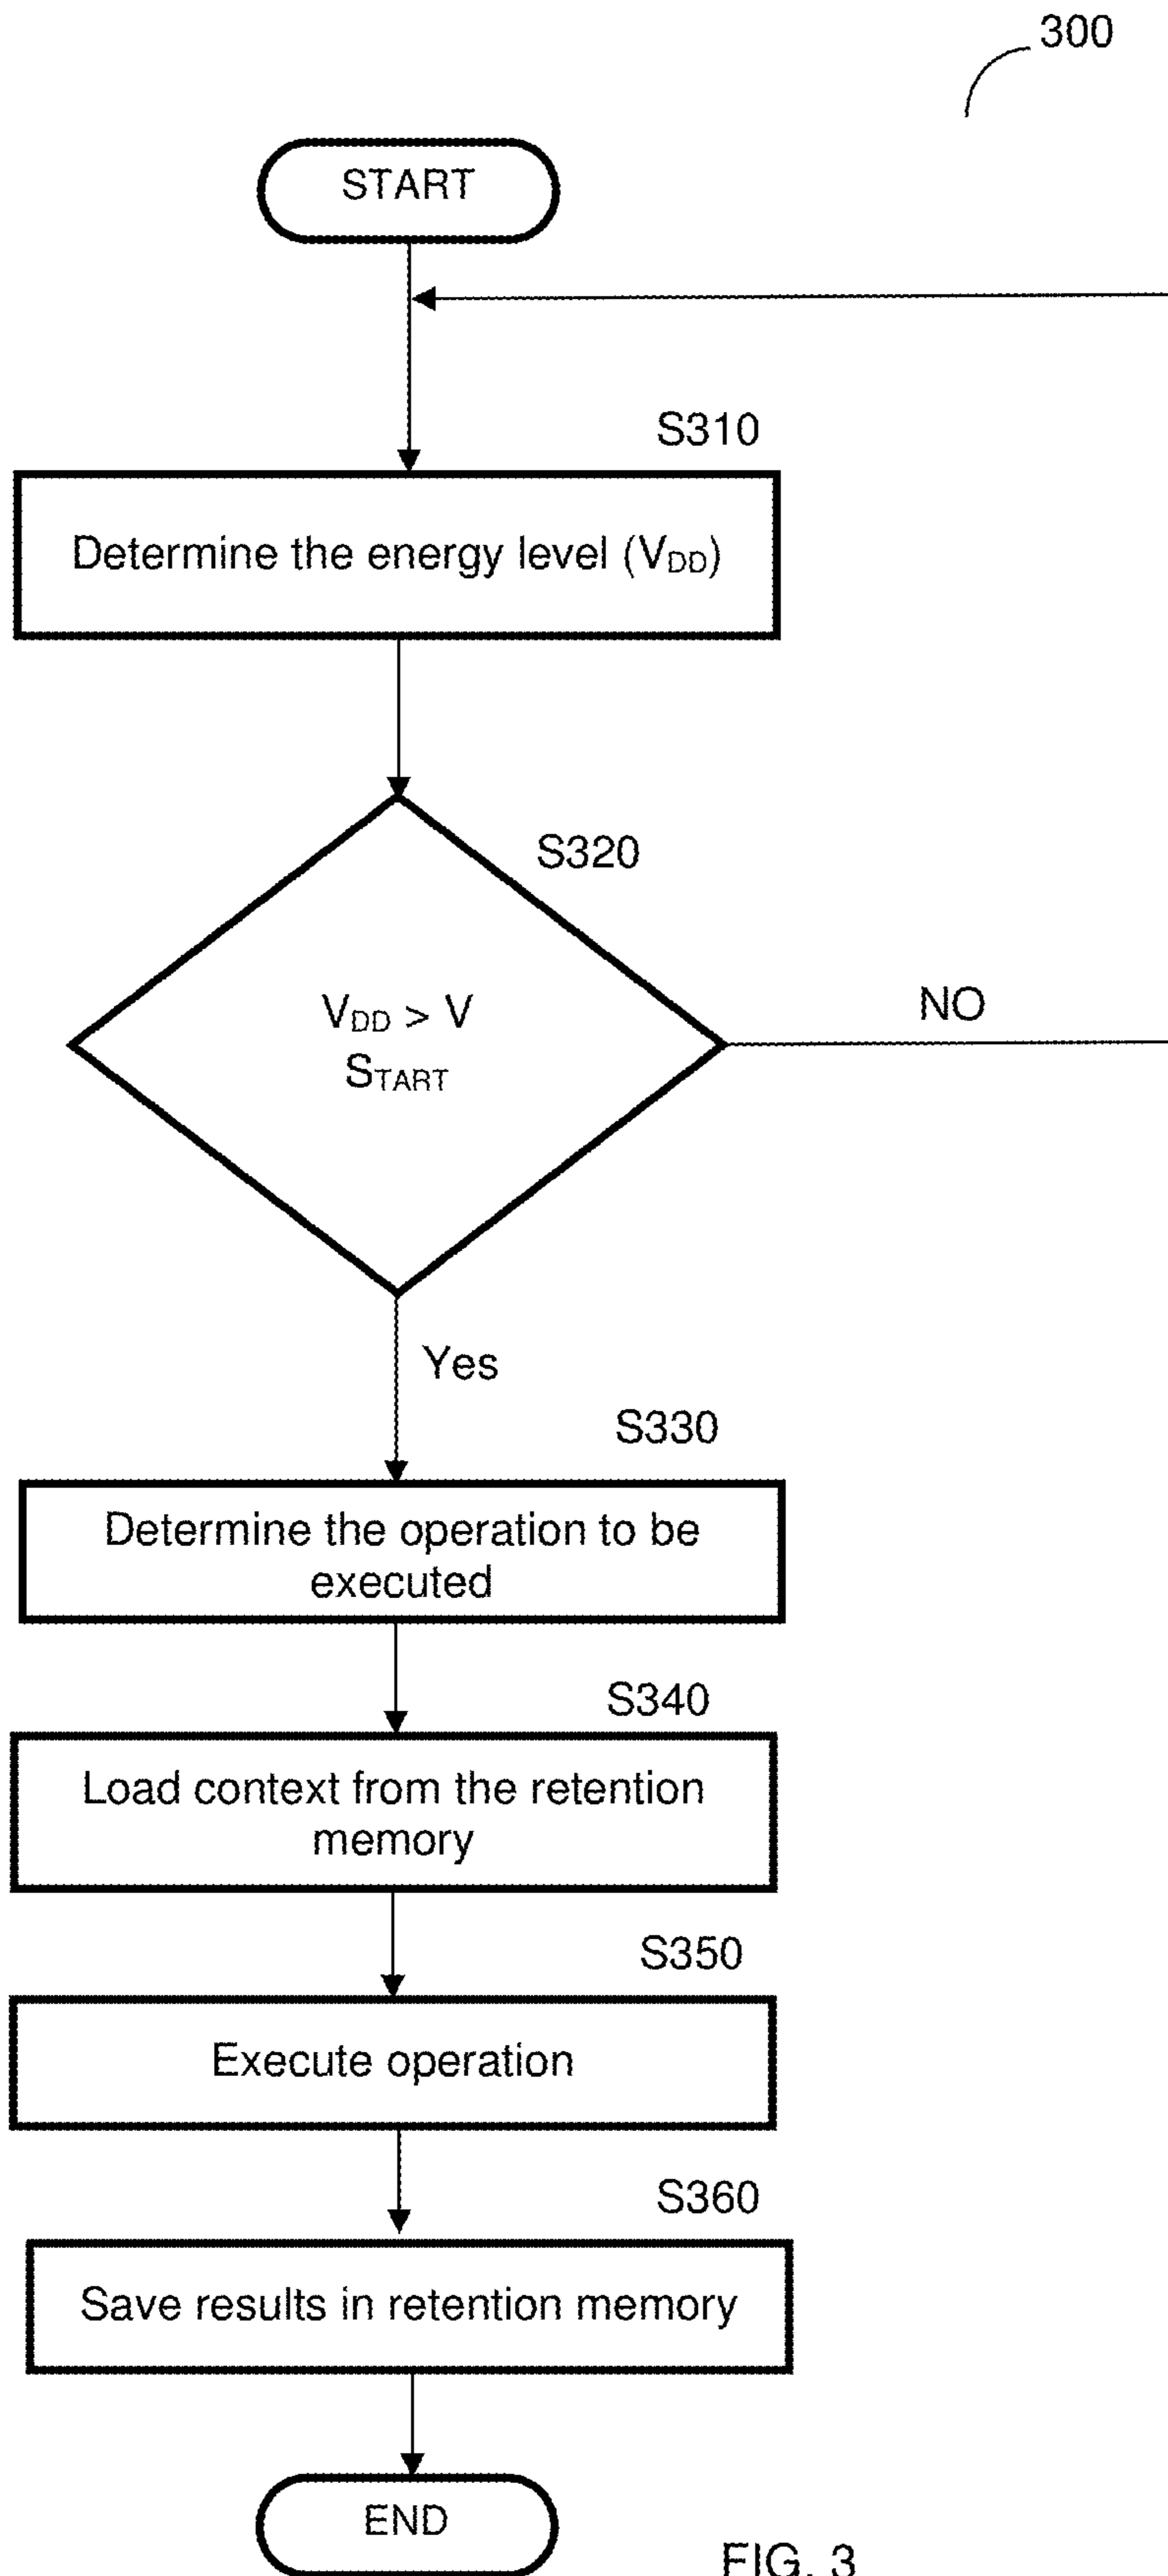 300
START
S310
Determine the energy level (VDD)
S320
VDD > V
START
NO
Yes
S330
Determine the operation to be
executed
S340
Load context from the retention
memory
S350
Execute operation
S360
Save results in retention memory
END
FIG. 3